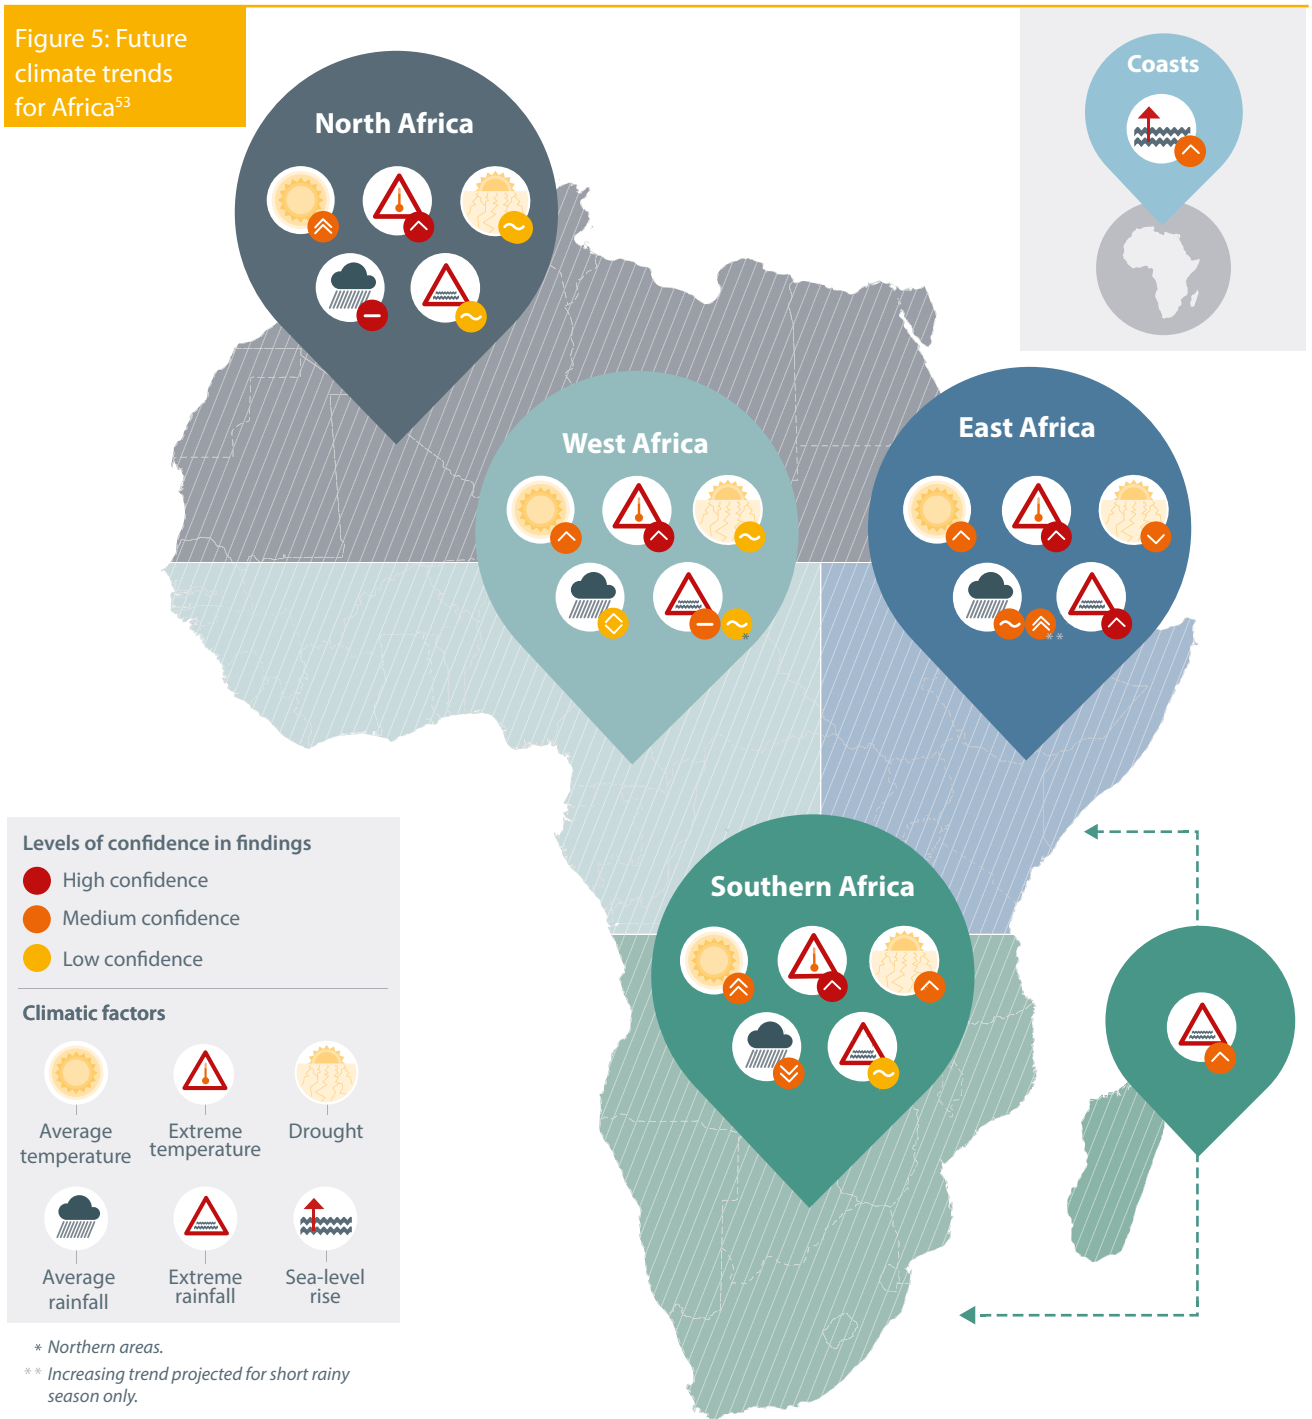 Figure 5: Future
climate trends
for Africa53
North Africa
Coasts
West Africa
East Africa
*
**
Southern Africa
Levels of confidence in findings
High confidence
Medium confidence
Low confidence
Climatic factors
Average
temperature
Extreme
temperature
Drought
Average
rainfall
Extreme
rainfall
Sea-level
rise
* Northern areas.
** Increasing trend projected for short rainy
season only.